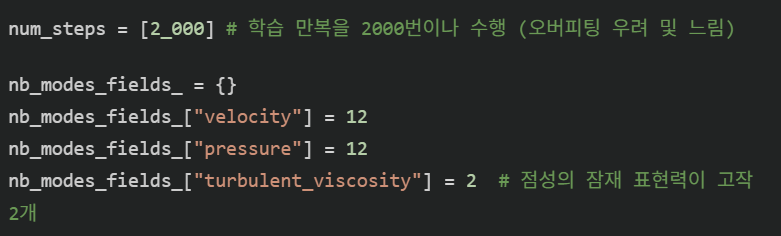 num_steps = [2_000] # 학습 만복을 2000번이나 수행 (오버피팅 우려 및 느림)
nb_modes_fields_ = {}
nb_modes_fields_["velocity"] = 12
nb_modes_fields_["pressure"] = 12
nb_modes_fields_["turbulent_viscosity"] = 2  # 점성의 잠재 표현력이 고작
2개